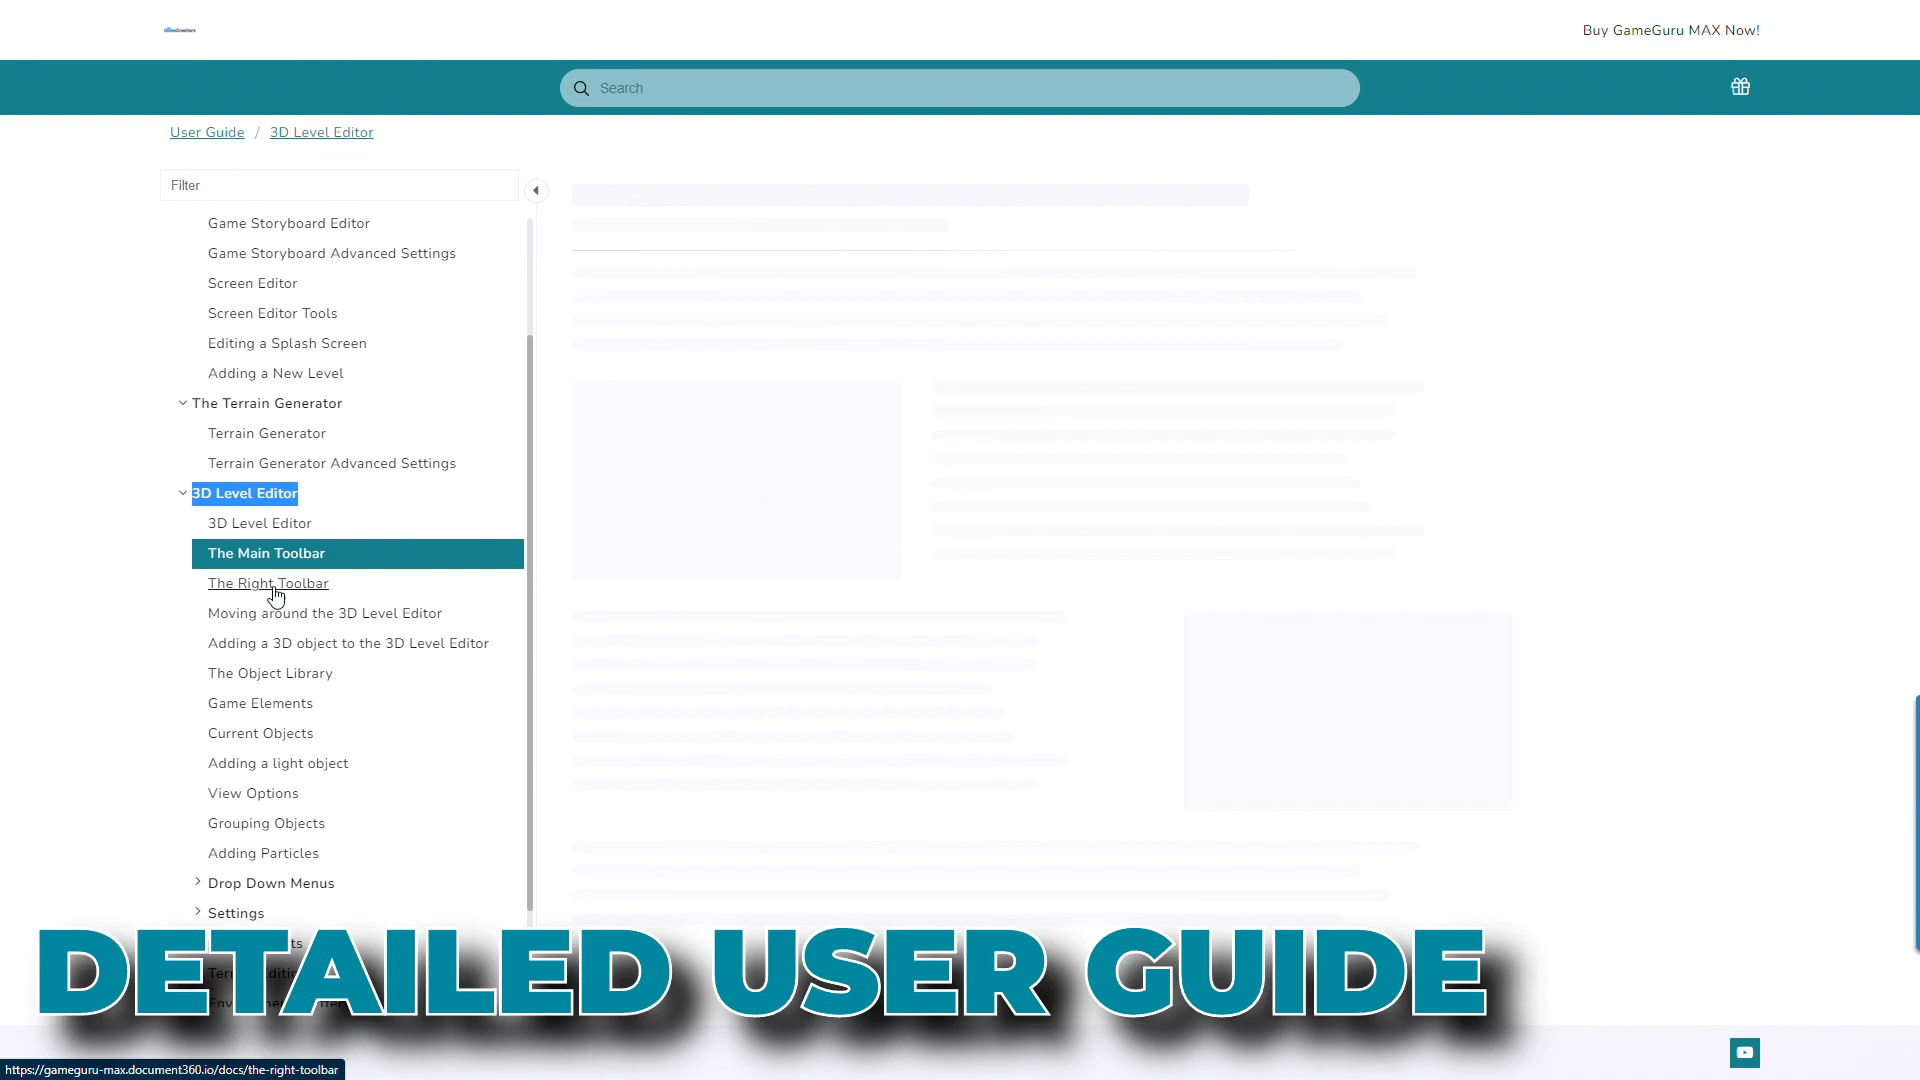 Buy GameGuru MAX Now!
Search
User Guide / 3D Level Editor
Filter
Game Storyboard Editor
Game Storyboard Advanced Settings
Screen Editor
Screen Editor Tools
Editing a Splash Screen
Adding a New Level
The Terrain Generator
Terrain Generator
Terrain Generator Advanced Settings
3D Level Editor
3D Level Editor
The Main Toolbar
The Right Toolbar
Moving around the 3D Level Editor
Adding a 3D object to the 3D Level Editor
The Object Library
Game Elements
Current Objects
Adding a light object
View Options
Grouping Objects
Adding Particles
Drop Down Menus
Settings
DETAILED USER GUIDE
https://gameguru-max.document360.io/docs/the-right-toolbar